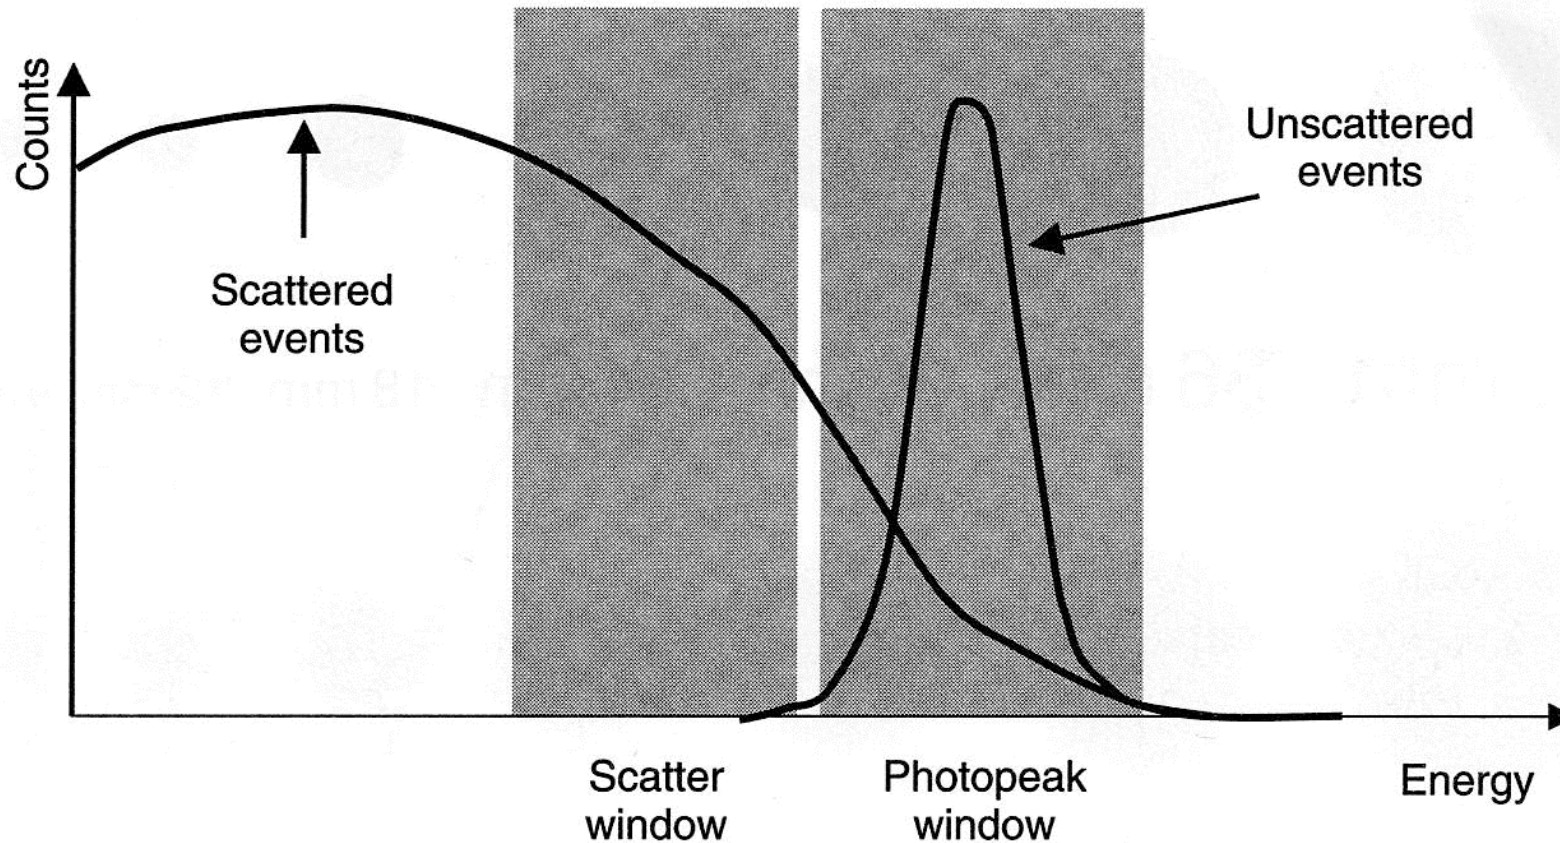 Counts
Scattered
events
Unscattered
events
Scatter
window
Photopeak
window
Energy